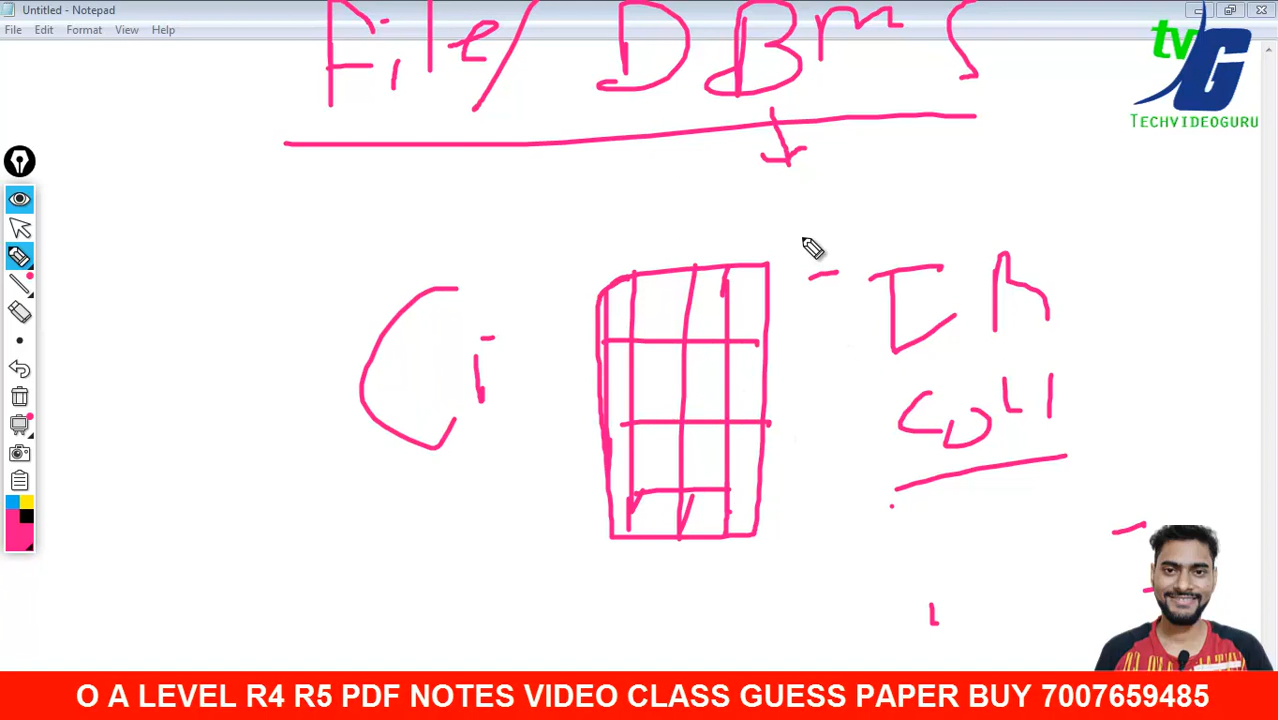 Untitled - Notepad
File Edit Format View Help
File/ DBMS
tvG
TECHVIDEOGURU
Ci
O A LEVEL R4 R5 PDF NOTES VIDEO CLASS GUESS PAPER BUY 7007659485